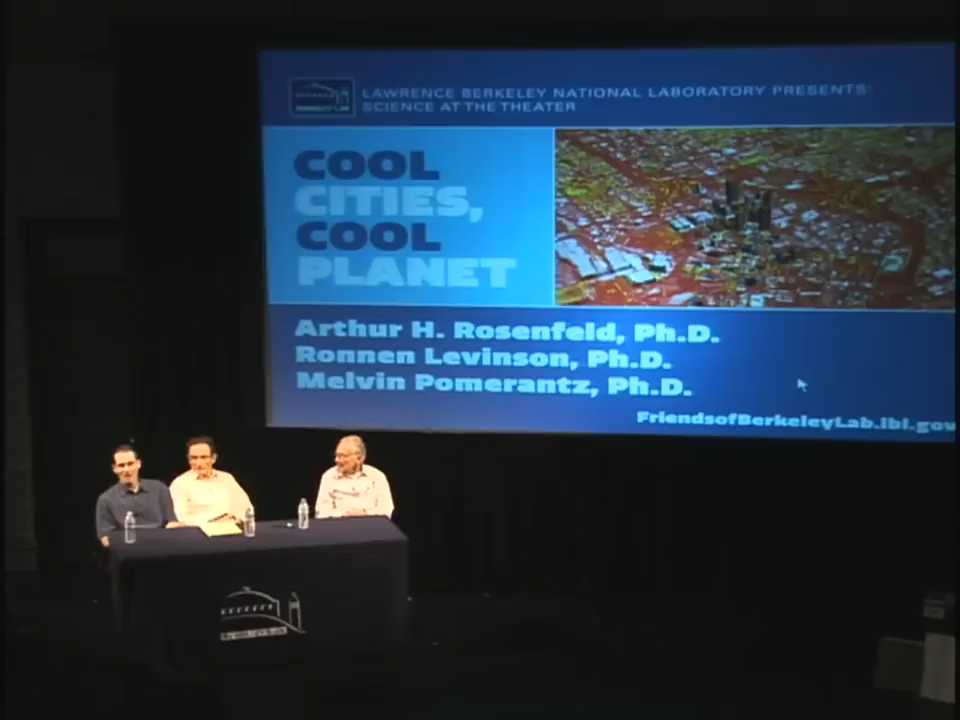 LAWRENCE BERKELEY NATIONAL LABORATORY PRESENTS:
SCIENCE AT THE THEATER
COOL
CITIES,
COOL
PLANET
Arthur H. Rosenfeld, Ph.D.
Ronnen Levinson, Ph.D.
Melvin Pomerantz, Ph.D.
FriendsofBerkeleyLab.lbl.gov